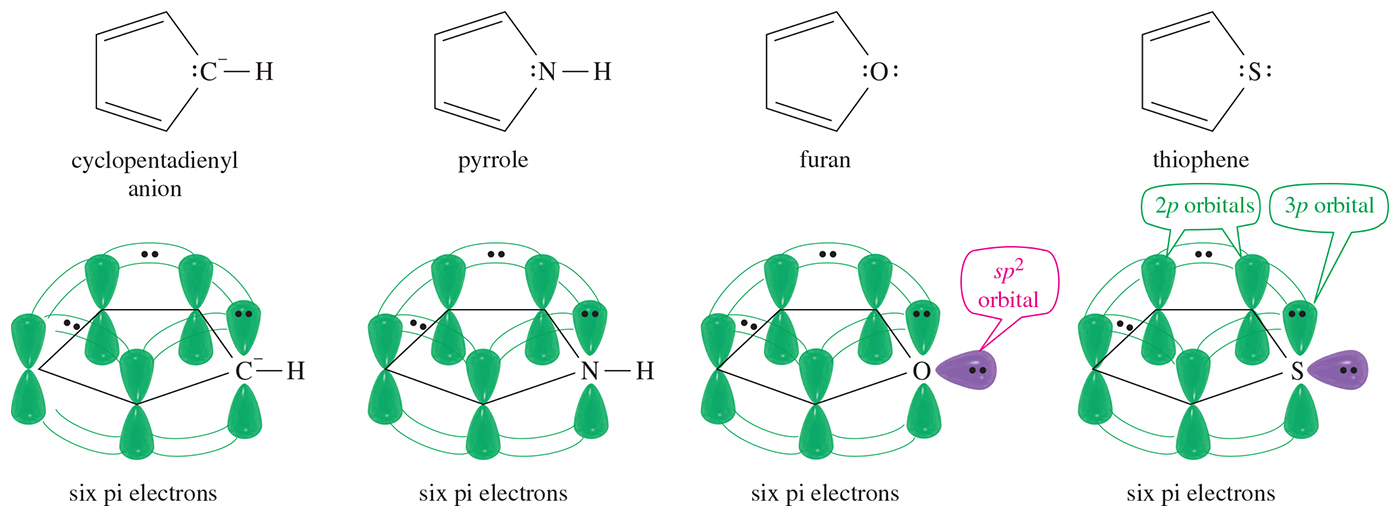 :C⁻—H
:N—H
:O:
:S:
cyclopentadienyl
anion
pyrrole
furan
thiophene
2p orbitals
3p orbital
sp²
orbital
C⁻—H
N—H
O
S
six pi electrons
six pi electrons
six pi electrons
six pi electrons